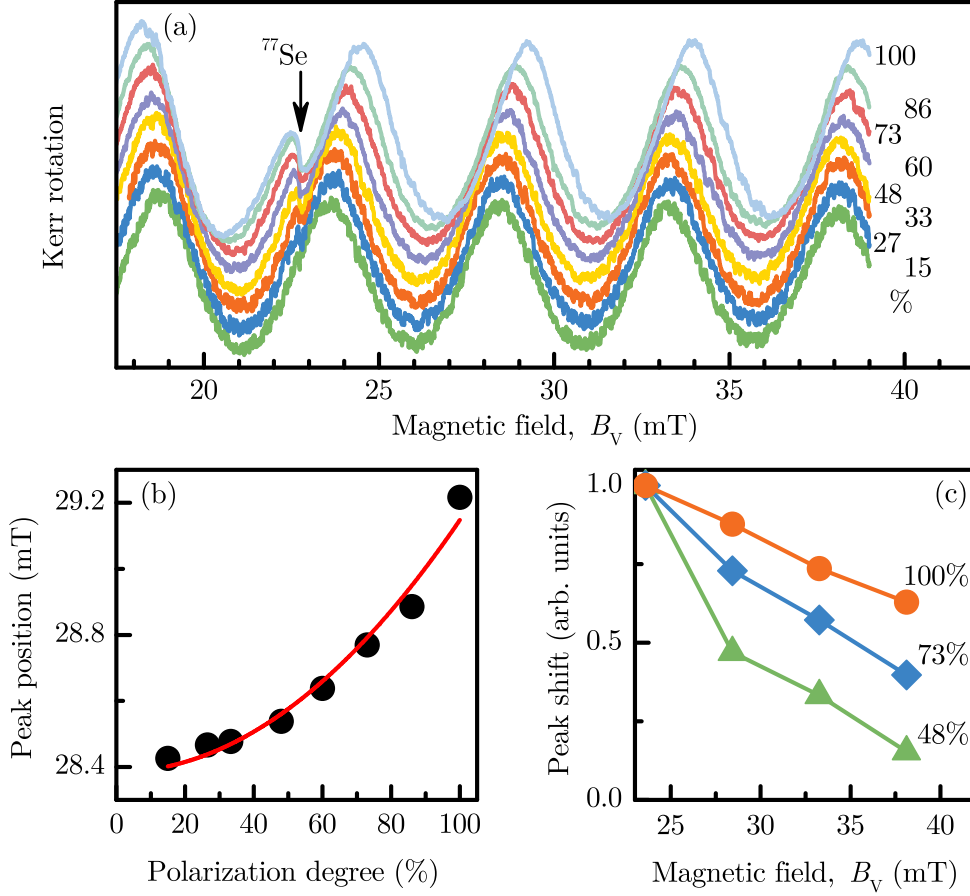 (a)
⁷⁷Se
Kerr rotation
100
86
73
60
48
33
27
15
%
20 25 30 35 40
Magnetic field, B_V (mT)
(b)
Peak position (mT)
29.2
28.8
28.4
0 20 40 60 80 100
Polarization degree (%)
(c)
Peak shift (arb. units)
1.0
0.5
0.0
100%
73%
48%
25 30 35 40
Magnetic field, B_V (mT)